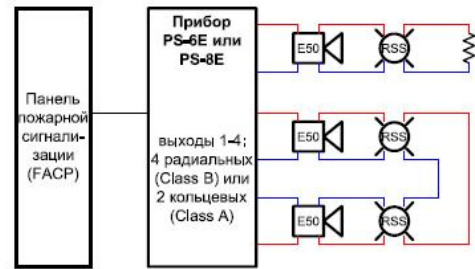 Панель
пожарной
сигнали-
зации
(FACP)
Прибор
PS-6E или
PS-8E
выходы 1-4:
4 радиальных
(Class B) или
2 кольцевых
(Class A)
E50
RSS
E50
RSS
E50
RSS